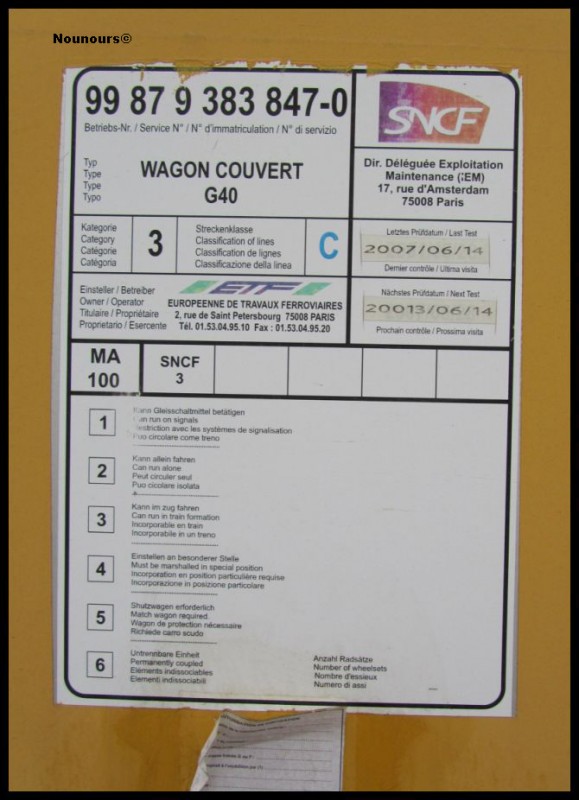 Nounours©
99 87 9 383 847-0
Betriebs-Nr. / Service N° / N° d'immatriculation / N° di servizio
SNCF
Typ
Type
Type
Typo
WAGON COUVERT
G40
Dir. Déléguée Exploitation
Maintenance
17, rue d'Amsterdam
75008 Paris
Kategorie
Category
Catégorie
Catégoria
3
Streckenklasse
Classification of lines
Classification de lignes
Classificazione della linea
C
Letztes Prüfdatum / Last Test
2007/06/14
Dernier contrôle / Ultima visita
Einsteller / Betreiber
Owner / Operator
Titulaire / Propriétaire
Proprietario / Esercente
ETF
EUROPEENNE DE TRAVAUX FERROVIAIRES
2, rue de Saint Petersbourg 75008 PARIS
Tél. 01.53.04.95.10 Fax : 01.53.04.95.20
Nächstes Prüfdatum / Next Test
20013/06/14
Prochain contrôle / Prossima visita
MA
100
SNCF
3
1
Kann Gleisschaltmittel betätigen
Can run on signals
Restriction avec les systèmes de signalisation
Puo circolare come treno
2
Kann allein fahren
Can run alone
Peut circuler seul
Puo cicolare isolata
3
Kann im zug fahren
Can run in train formation
Incorporable en train
Incorporabile in un treno
4
Einstellen an besonderer Stelle
Must be marshalled in special position
Incorporation en position particulière requise
Incorporazione in posizione particolare
5
Shutzwagen erforderlich
Match wagon required.
Wagon de protection nécessaire
Richiede carro scudo
6
Untrennbare Einheit
Permanently coupled
Eléments indissociables
Elementi indissociabili
Anzahl Radsätze
Number of wheelsets
Nombre d'essieux
Numero di assi